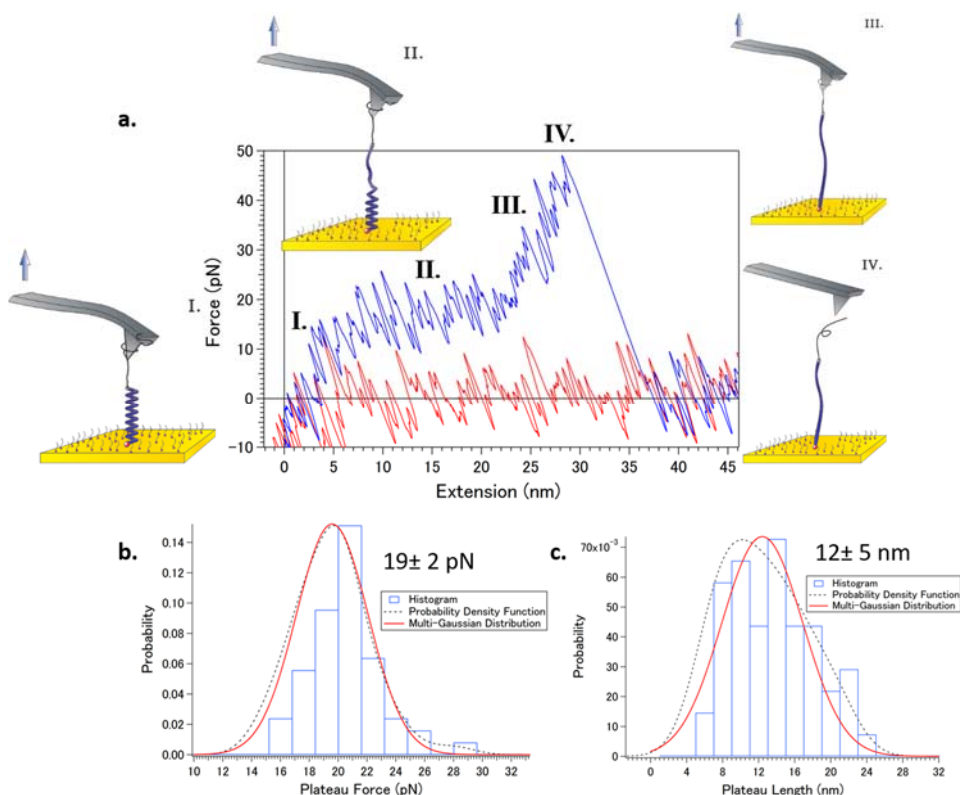 a.
I.
II.
III.
IV.
50
40
30
20
10
0
-10
Force (pN)
I.
II.
III.
IV.
0 5 10 15 20 25 30 35 40 45
Extension (nm)
b.
19± 2 pN
Histogram
Probability Density Function
Multi-Gaussian Distribution
0.14
0.12
0.10
0.08
0.06
0.04
0.02
0.00
Probability
10 12 14 16 18 20 22 24 26 28 30 32
Plateau Force (pN)
c.
12± 5 nm
Histogram
Probability Density Function
Multi-Gaussian Distribution
70x10⁻³
60
50
40
30
20
10
0
Probability
0 4 8 12 16 20 24 28 32
Plateau Length (nm)